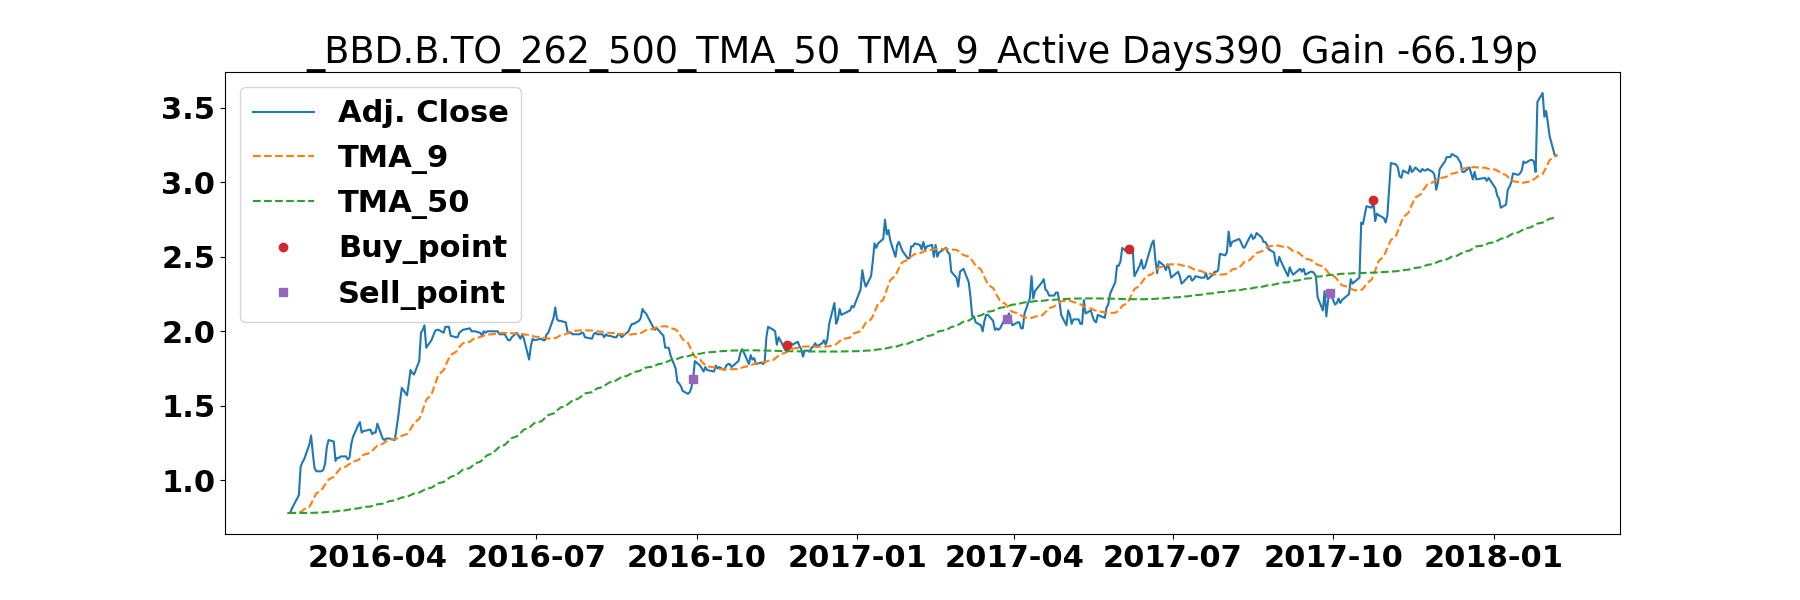 _BBD.B.TO_262_500_TMA_50_TMA_9_Active Days390_Gain -66.19p
Adj. Close
TMA_9
TMA_50
Buy_point
Sell_point
3.5
3.0
2.5
2.0
1.5
1.0
2016-04 2016-07 2016-10 2017-01 2017-04 2017-07 2017-10 2018-01